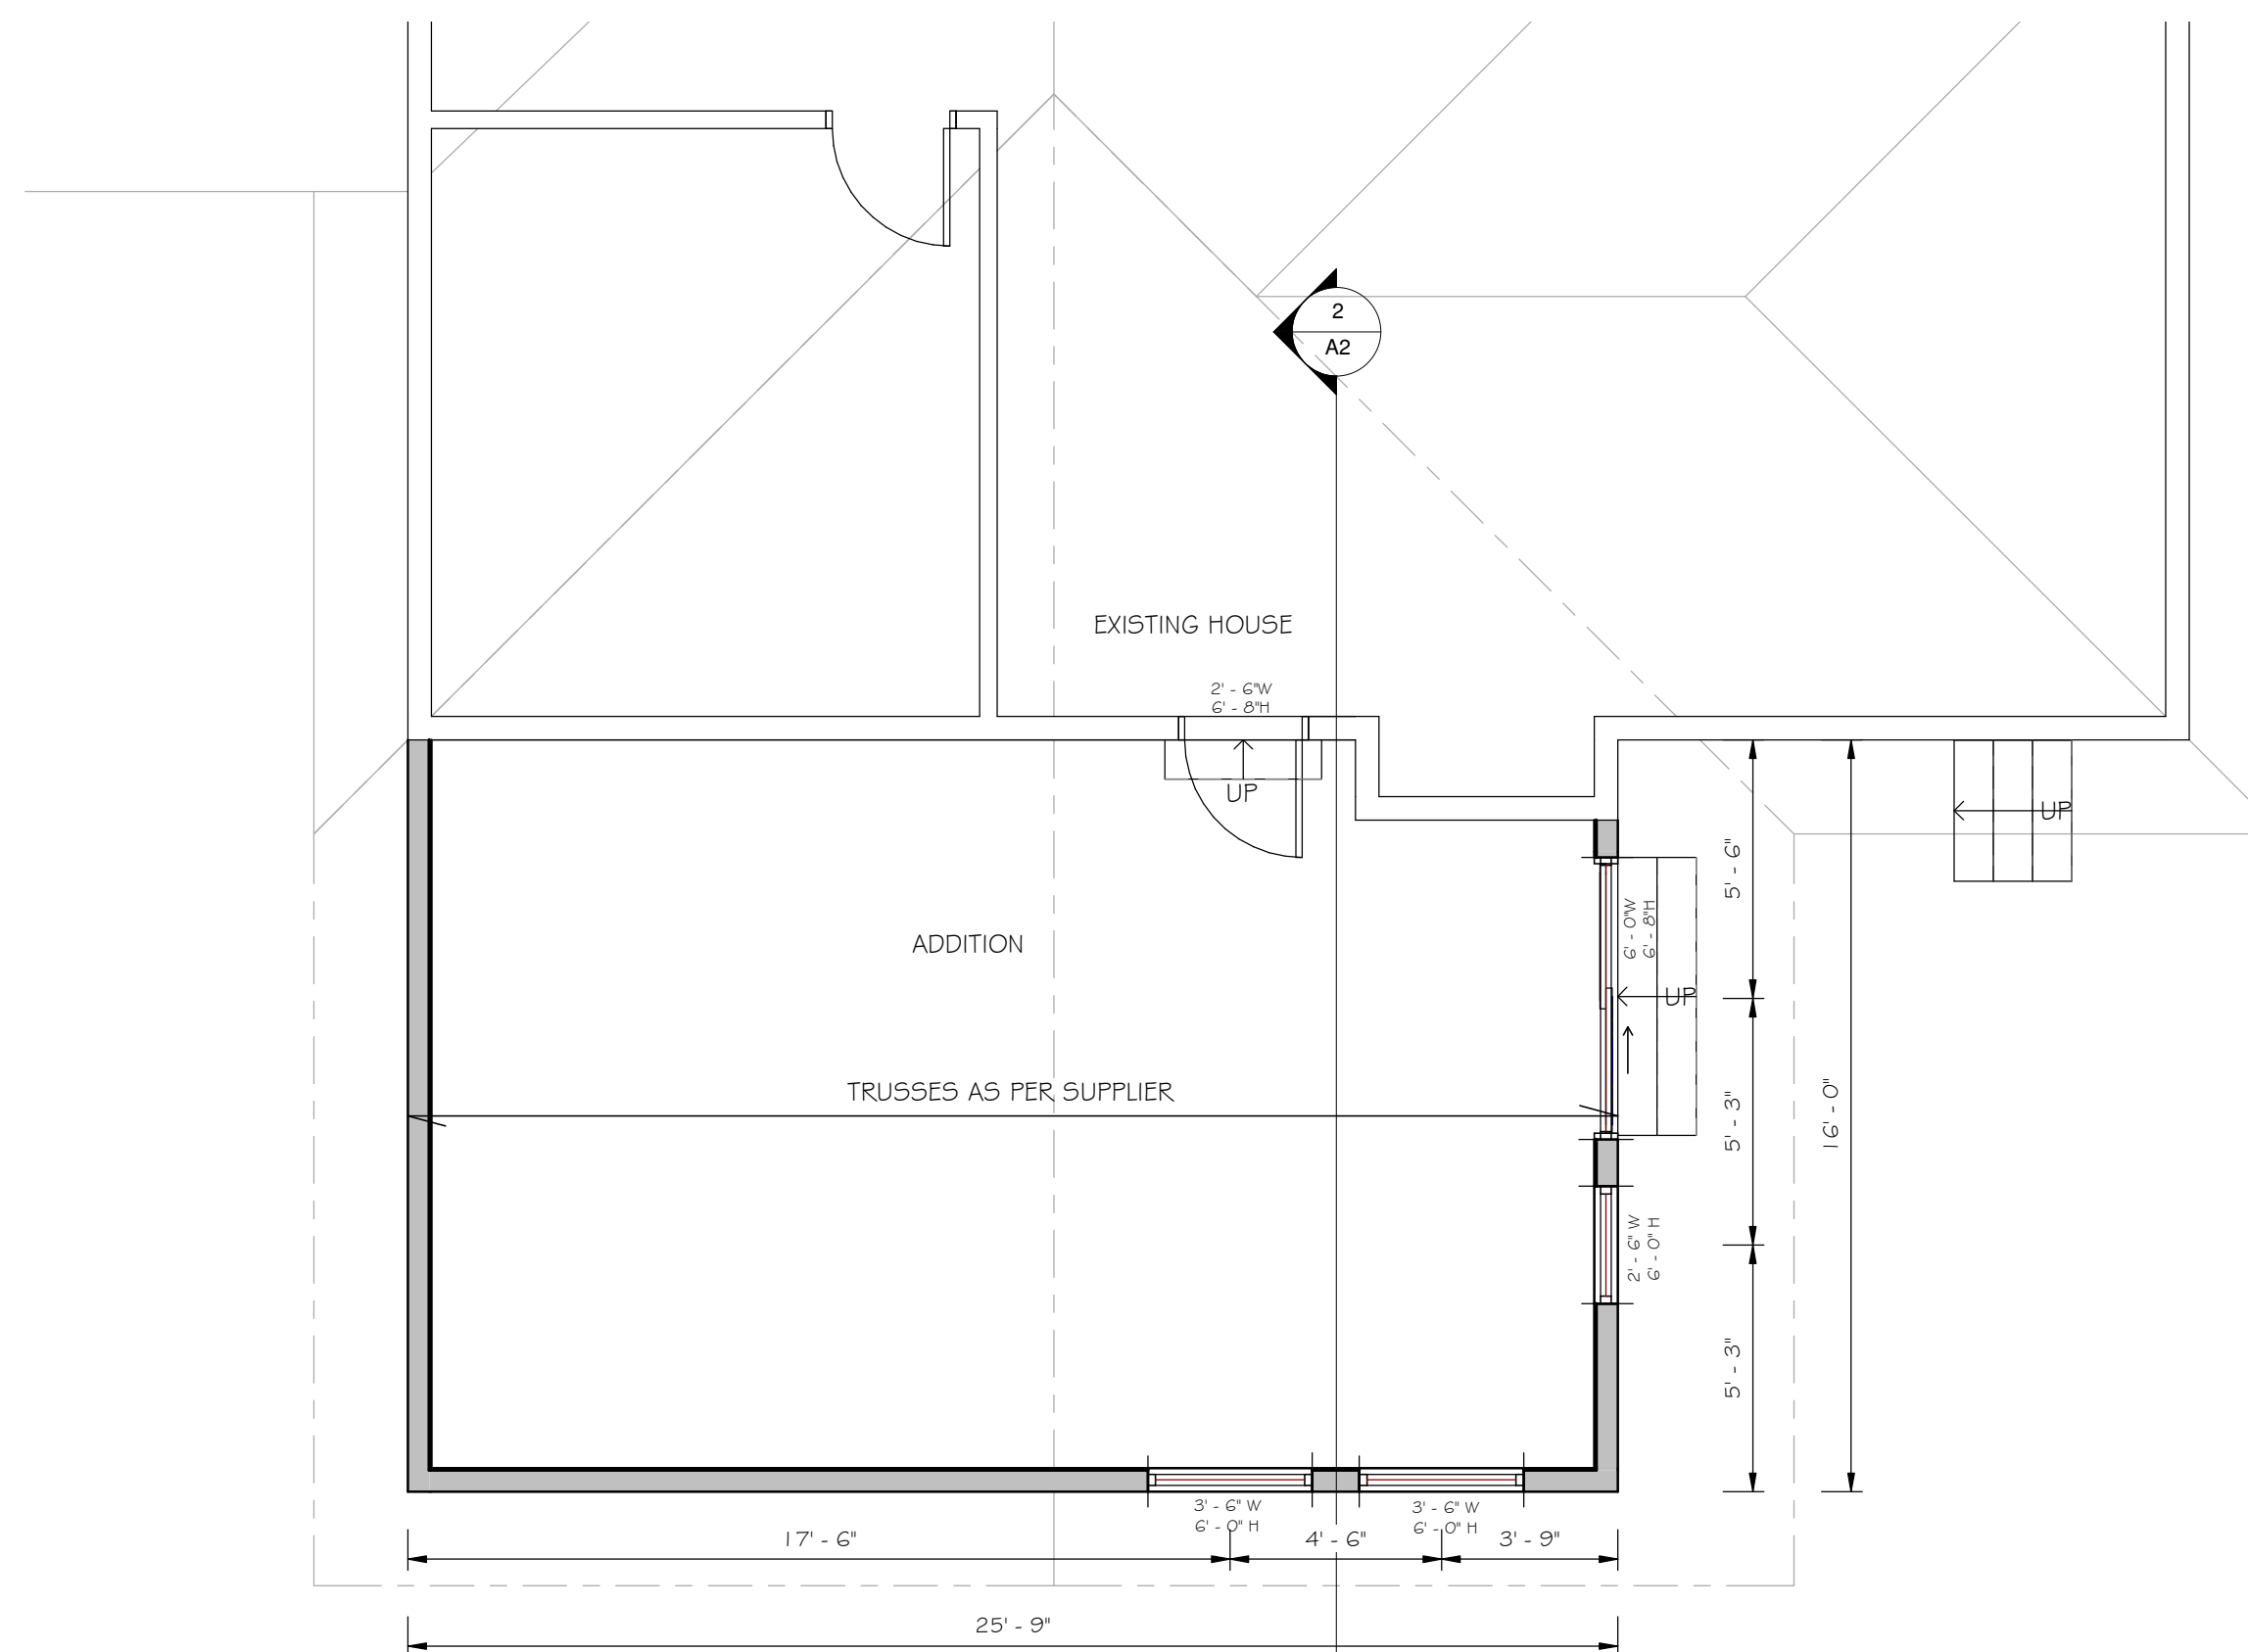 2
A2
EXISTING HOUSE
2' - 6"W
6' - 8"H
UP
UP
5' - 6"
6' - 0"W
6' - 8"H
ADDITION
UP
TRUSSES AS PER SUPPLIER
5' - 3"
16' - 0"
2' - 6" W
6' - 0" H
5' - 3"
3' - 6" W
6' - 0" H
3' - 6" W
6' - 0" H
17' - 6"
4' - 6"
3' - 9"
25' - 9"